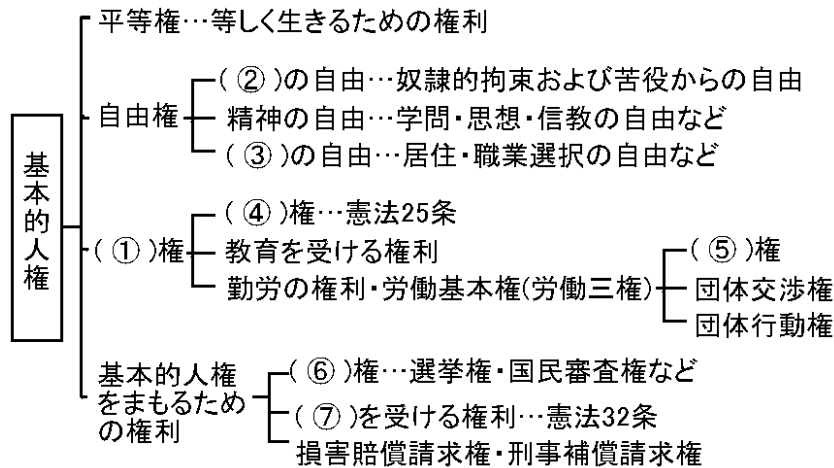 基本的人権
平等権…等しく生きるための権利
自由権
(②)の自由…奴隷的拘束および苦役からの自由
精神の自由…学問・思想・信教の自由など
(③)の自由…居住・職業選択の自由など
(①)権
(④)権…憲法25条
教育を受ける権利
勤労の権利・労働基本権(労働三権)
(⑤)権
団体交渉権
団体行動権
基本的人権
をまもるため
の権利
(⑥)権…選挙権・国民審査権など
(⑦)を受ける権利…憲法32条
損害賠償請求権・刑事補償請求権